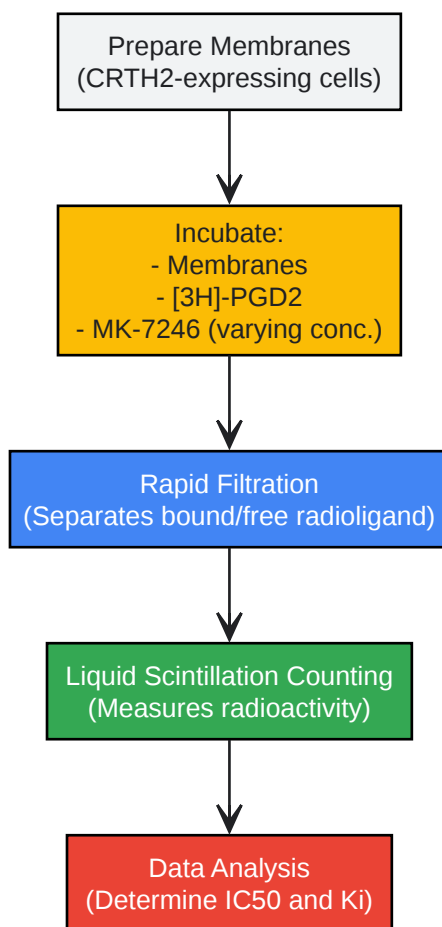 Prepare Membranes
(CRTH2-expressing cells)
Incubate:
- Membranes
- [3H]-PGD2
- MK-7246 (varying conc.)
Rapid Filtration
(Separates bound/free radioligand)
Liquid Scintillation Counting
(Measures radioactivity)
Data Analysis
(Determine IC50 and Ki)